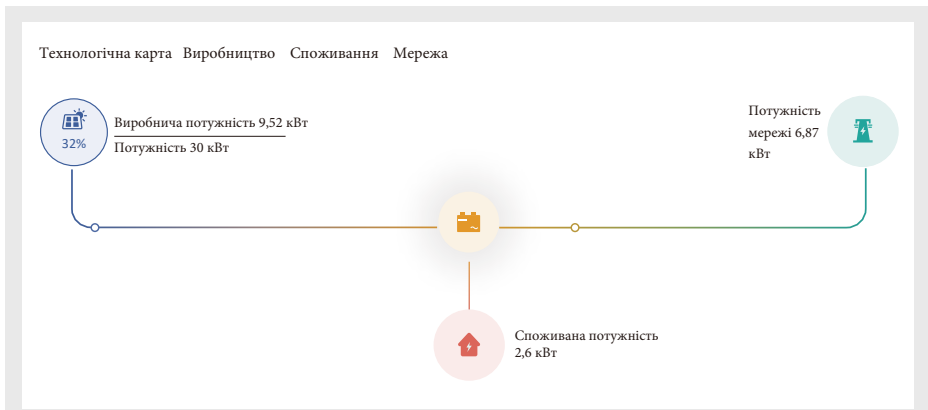 Технологічна карта Виробництво Споживання Мережа
32%
Виробнича потужність 9,52 кВт
Потужність 30 кВт
Потужність
мережі 6,87
кВт
Споживана потужність
2,6 кВт